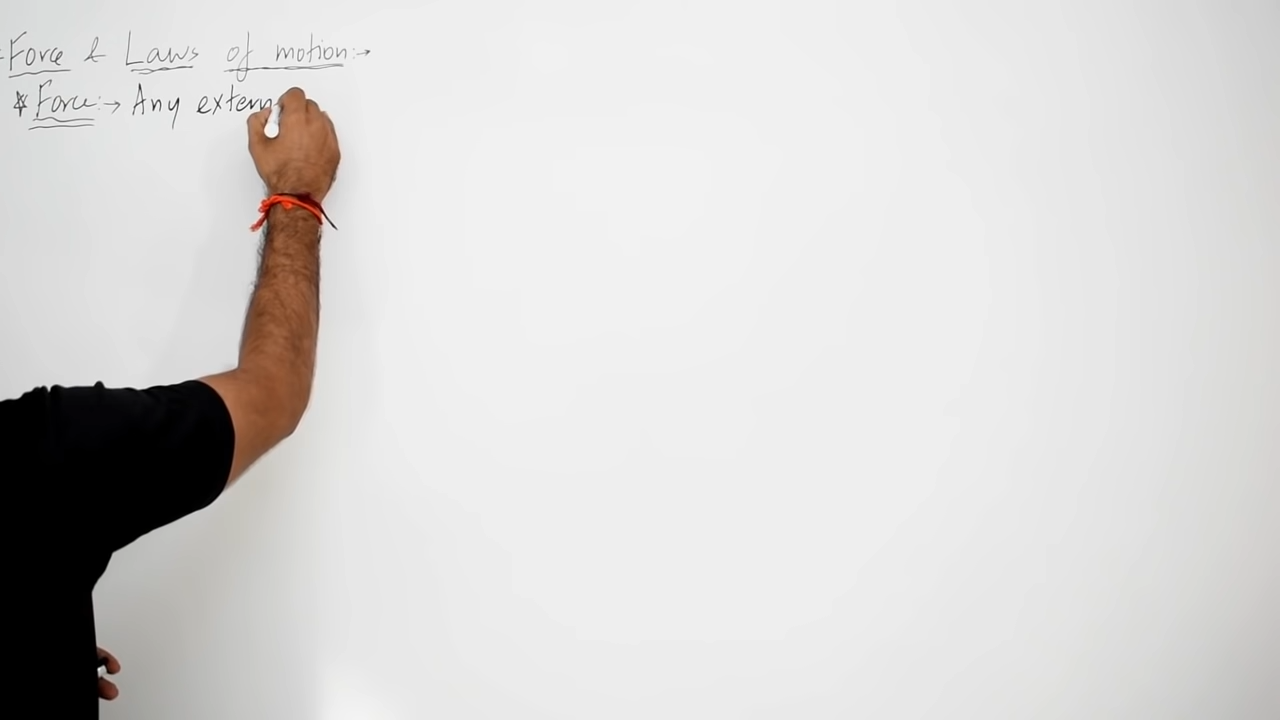 Force & Laws of motion:→
* Force:→ Any extern